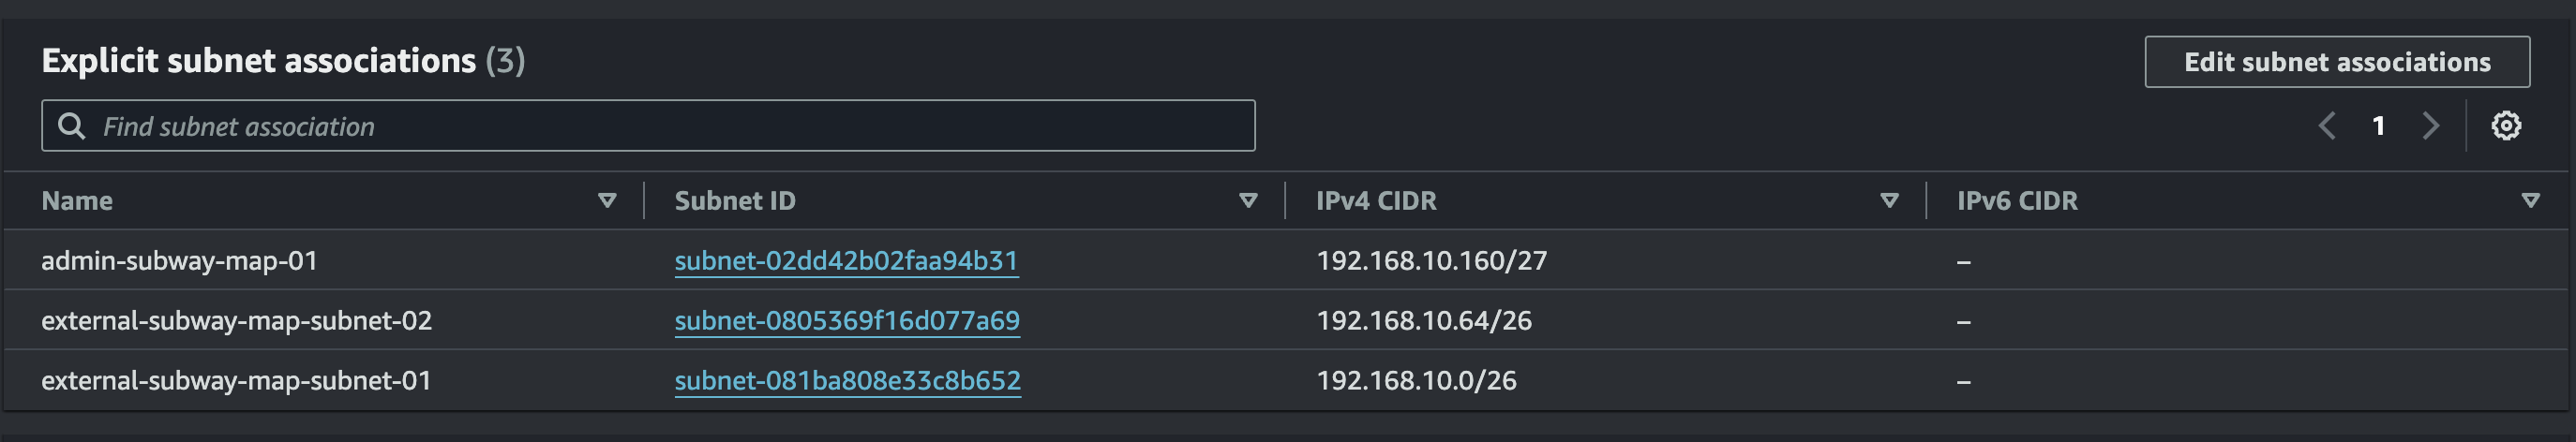 Explicit subnet associations (3)
Edit subnet associations
Find subnet association
1
Name Subnet ID IPv4 CIDR IPv6 CIDR
admin-subway-map-01 subnet-02dd42b02faa94b31 192.168.10.160/27 –
external-subway-map-subnet-02 subnet-0805369f16d077a69 192.168.10.64/26 –
external-subway-map-subnet-01 subnet-081ba808e33c8b652 192.168.10.0/26 –